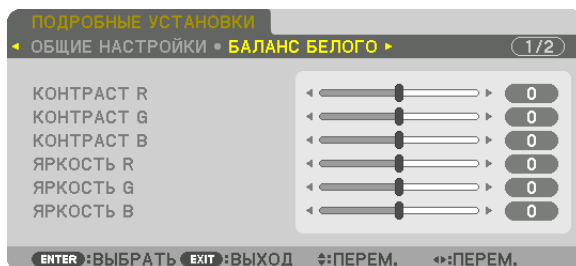 ПОДРОБНЫЕ УСТАНОВКИ
ОБЩИЕ НАСТРОЙКИ • БАЛАНС БЕЛОГО 1/2
КОНТРАСТ R 0
КОНТРАСТ G 0
КОНТРАСТ B 0
ЯРКОСТЬ R 0
ЯРКОСТЬ G 0
ЯРКОСТЬ B 0
ENTER :ВЫБРАТЬ EXIT :ВЫХОД :ПЕРЕМ. :ПЕРЕМ.